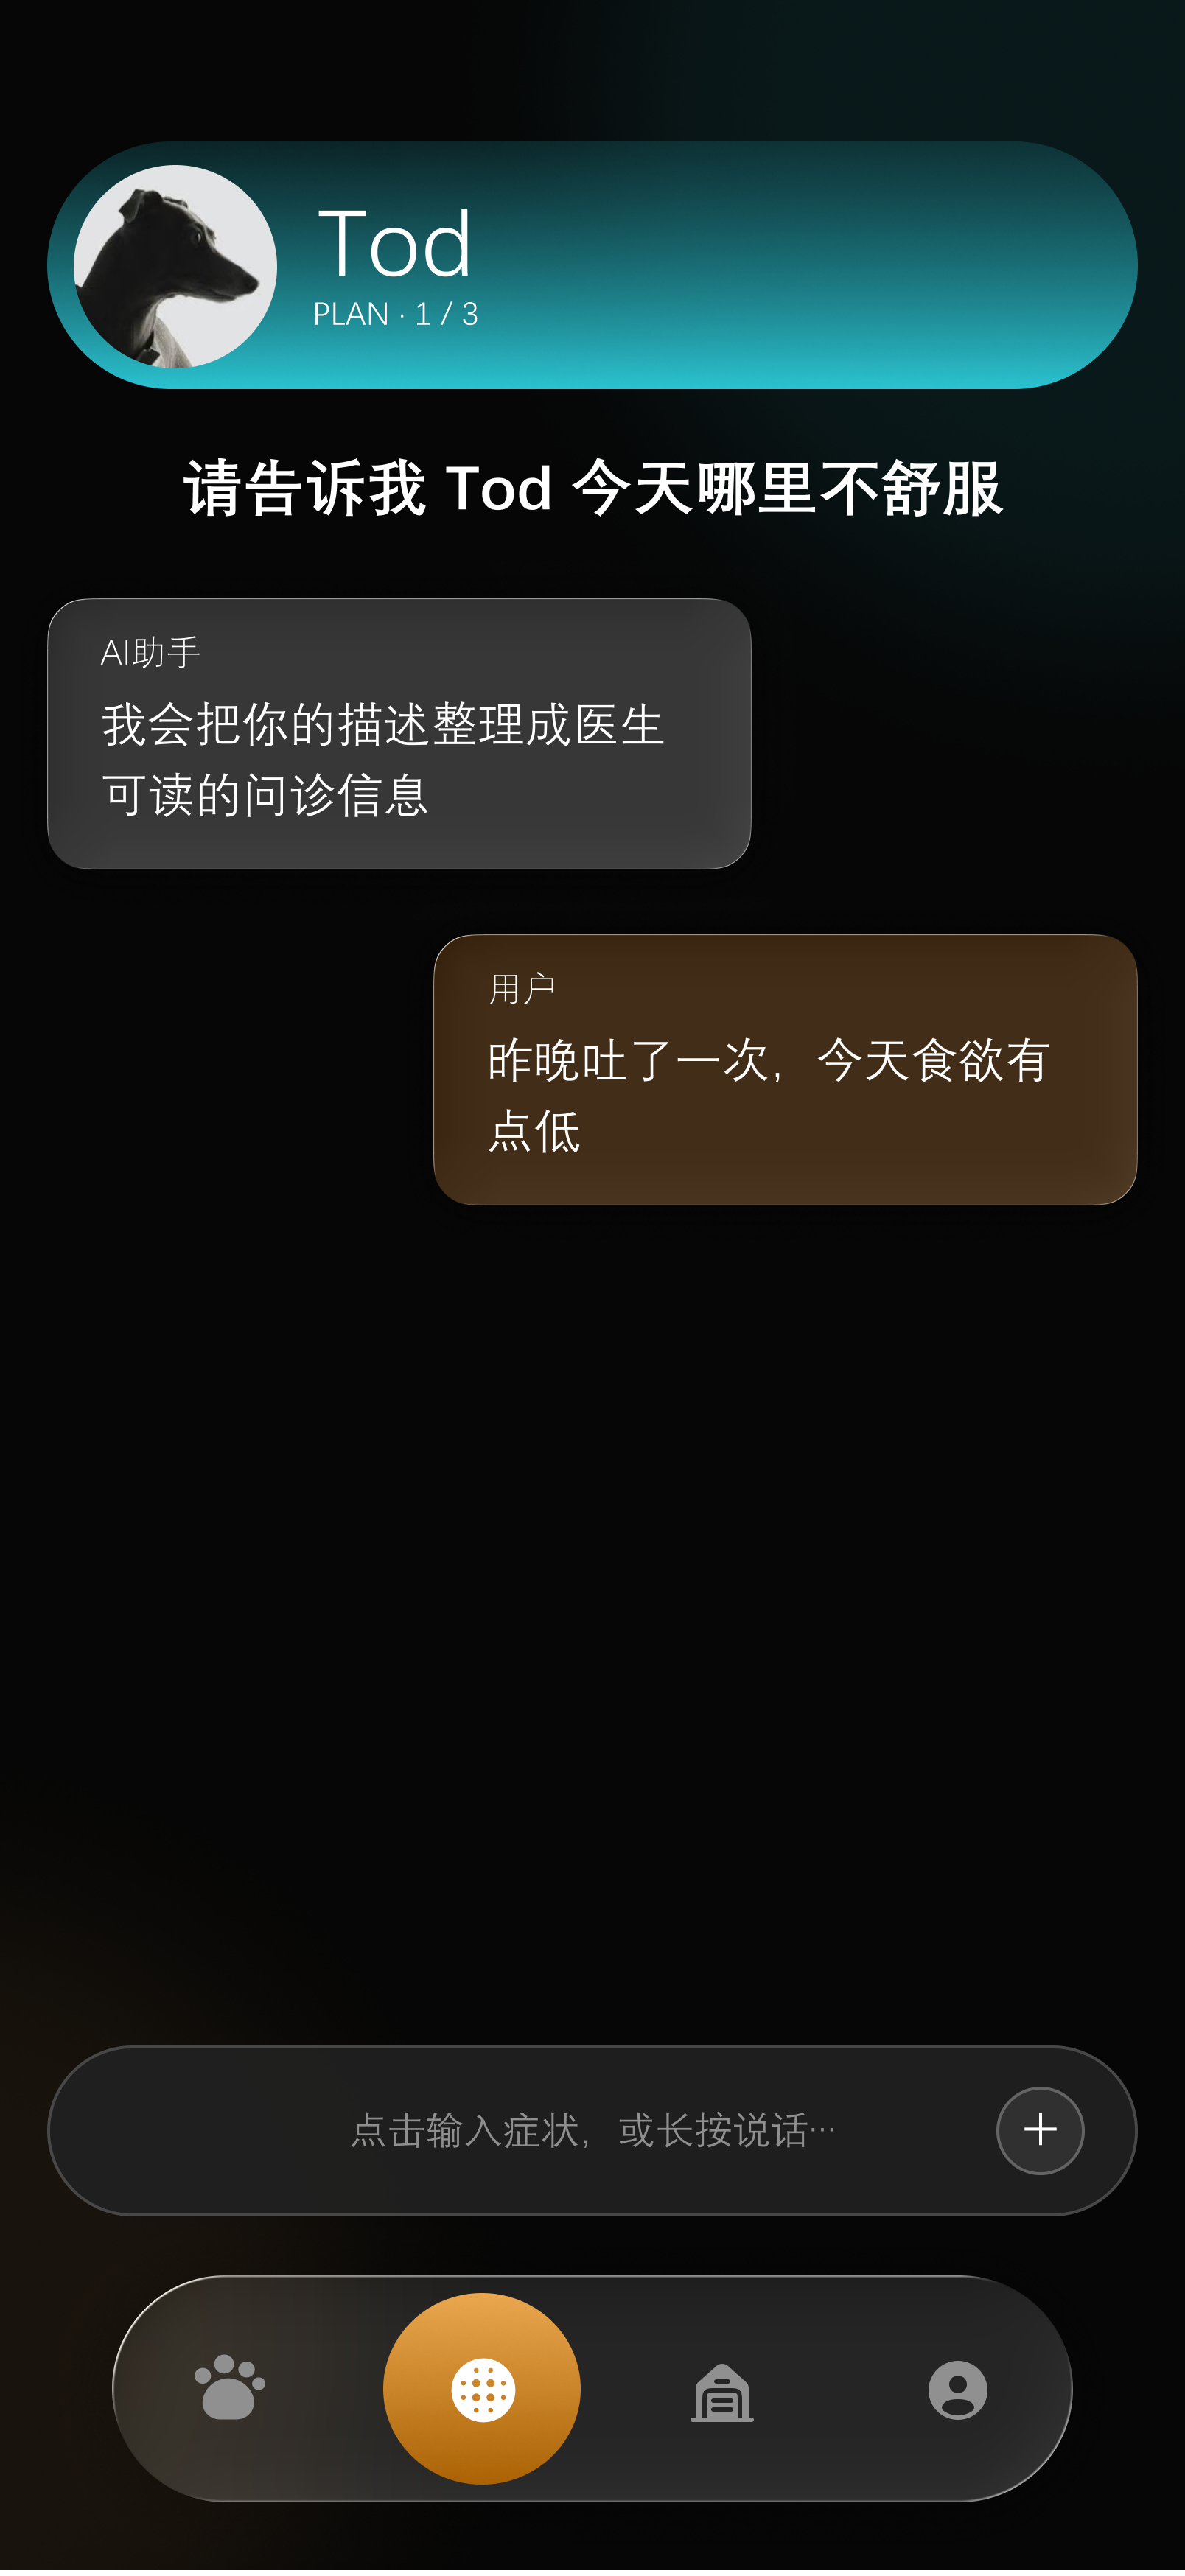 Tod
PLAN · 1 / 3
请告诉我 Tod 今天哪里不舒服
AI助手
我会把你的描述整理成医生
可读的问诊信息
用户
昨晚吐了一次，今天食欲有
点低
点击输入症状，或长按说话…